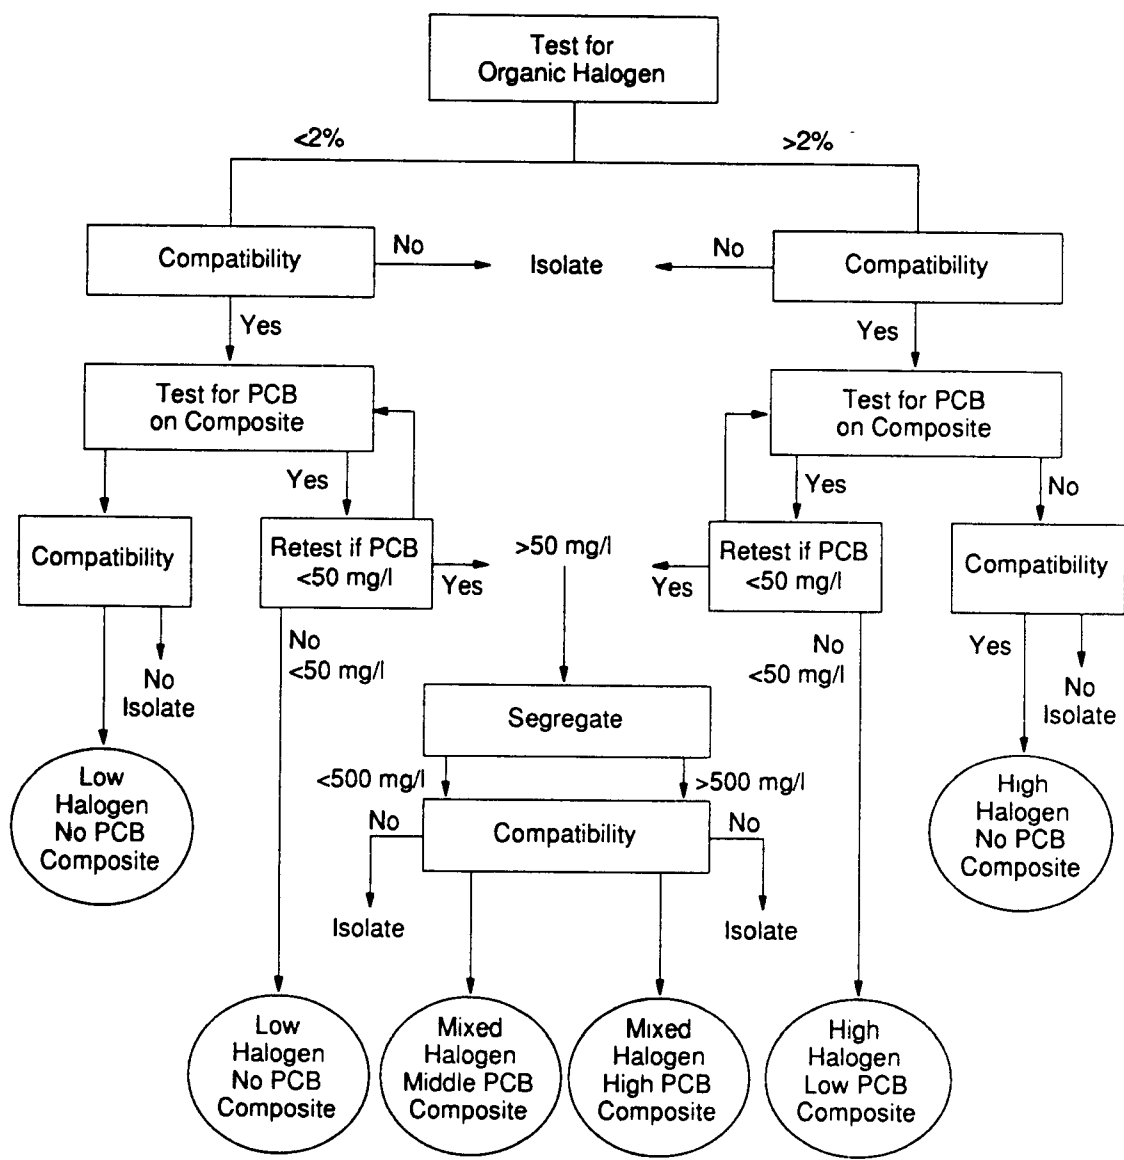 Test for
Organic Halogen
<2%
>2%
Compatibility
No
Isolate
No
Compatibility
Yes
Yes
Test for PCB
on Composite
Test for PCB
on Composite
Yes
Yes
No
Compatibility
Retest if PCB
<50 mg/l
Yes
>50 mg/l
Yes
Retest if PCB
<50 mg/l
Compatibility
No
<50 mg/l
No
<50 mg/l
Yes
No
Isolate
No
Isolate
Segregate
<500 mg/l
>500 mg/l
Low
Halogen
No PCB
Composite
No
Compatibility
No
High
Halogen
No PCB
Composite
Isolate
Isolate
Low
Halogen
No PCB
Composite
Mixed
Halogen
Middle PCB
Composite
Mixed
Halogen
High PCB
Composite
High
Halogen
Low PCB
Composite